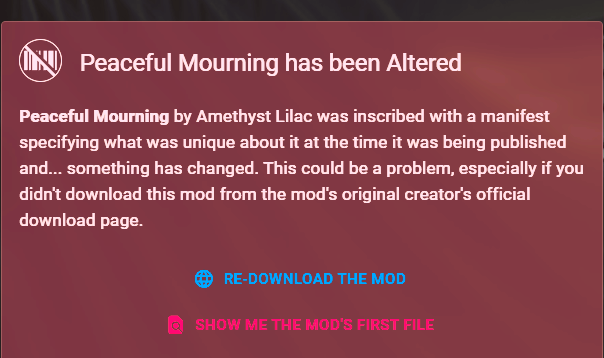 Peaceful Mourning has been Altered
Peaceful Mourning by Amethyst Lilac was inscribed with a manifest
specifying what was unique about it at the time it was being published
and... something has changed. This could be a problem, especially if you
didn't download this mod from the mod's original creator's official
download page.
RE-DOWNLOAD THE MOD
SHOW ME THE MOD'S FIRST FILE